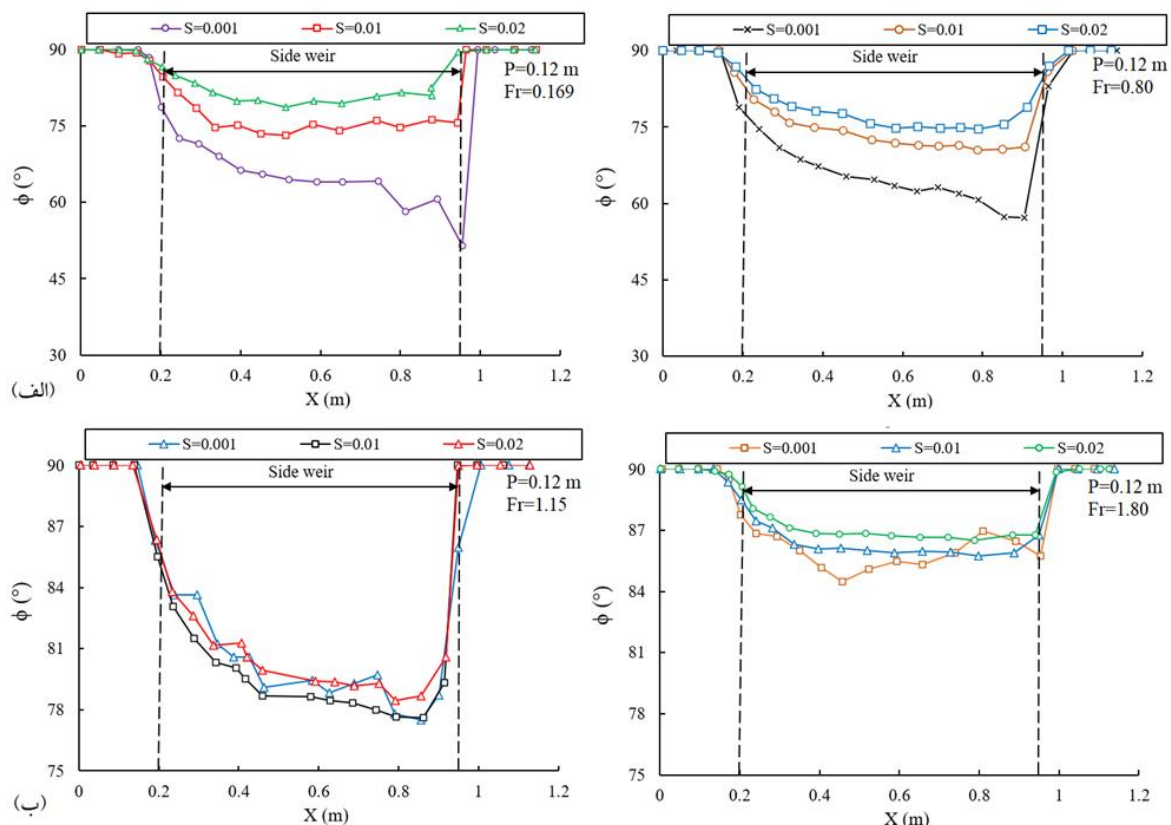 S=0.001 S=0.01 S=0.02
90
75
60
45
30
Side weir
P=0.12 m
Fr=0.169
ϕ (°)
0 0.2 0.4 0.6 0.8 1 1.2
X (m)
(الف)
S=0.001 S=0.01 S=0.02
90
75
60
45
30
Side weir
P=0.12 m
Fr=0.80
ϕ (°)
0 0.2 0.4 0.6 0.8 1 1.2
X (m)
S=0.001 S=0.01 S=0.02
90
87
84
81
78
75
Side weir
P=0.12 m
Fr=1.15
ϕ (°)
0 0.2 0.4 0.6 0.8 1 1.2
X (m)
(ب)
S=0.001 S=0.01 S=0.02
90
87
84
81
78
75
Side weir
P=0.12 m
Fr=1.80
ϕ (°)
0 0.2 0.4 0.6 0.8 1 1.2
X (m)